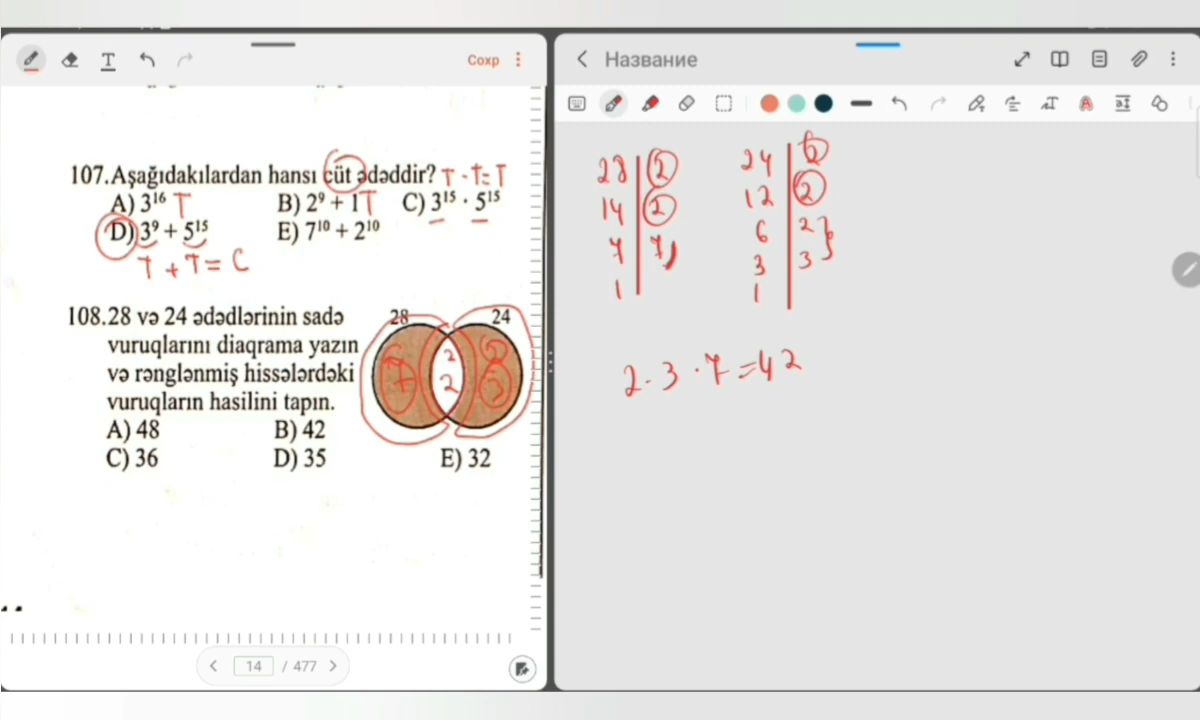 Сохр
Название
107.Aşağıdakılardan hansı cüt ədəddir? T · T = T
A) 3¹⁶ T B) 2⁹ + 1 T C) 3¹⁵ · 5¹⁵
D) 3⁹ + 5¹⁵ E) 7¹⁰ + 2¹⁰
T + T = C
108.28 və 24 ədədlərinin sadə
vuruqlarını diaqrama yazın
və rənglənmiş hissələrdəki
vuruqların hasilini tapın.
A) 48 B) 42
C) 36 D) 35 E) 32
28 24
7 2 2
2 3
14 / 477
28 2
14 2
7 7
1
24 2
12 2
6 2
3 3
1
2 · 3 · 7 = 42